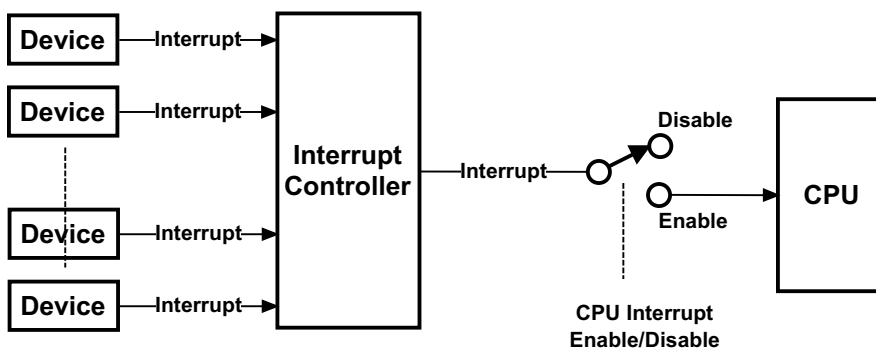 Device
Interrupt
Device
Interrupt
Device
Interrupt
Device
Interrupt
Interrupt
Controller
Interrupt
Disable
Enable
CPU
CPU Interrupt
Enable/Disable